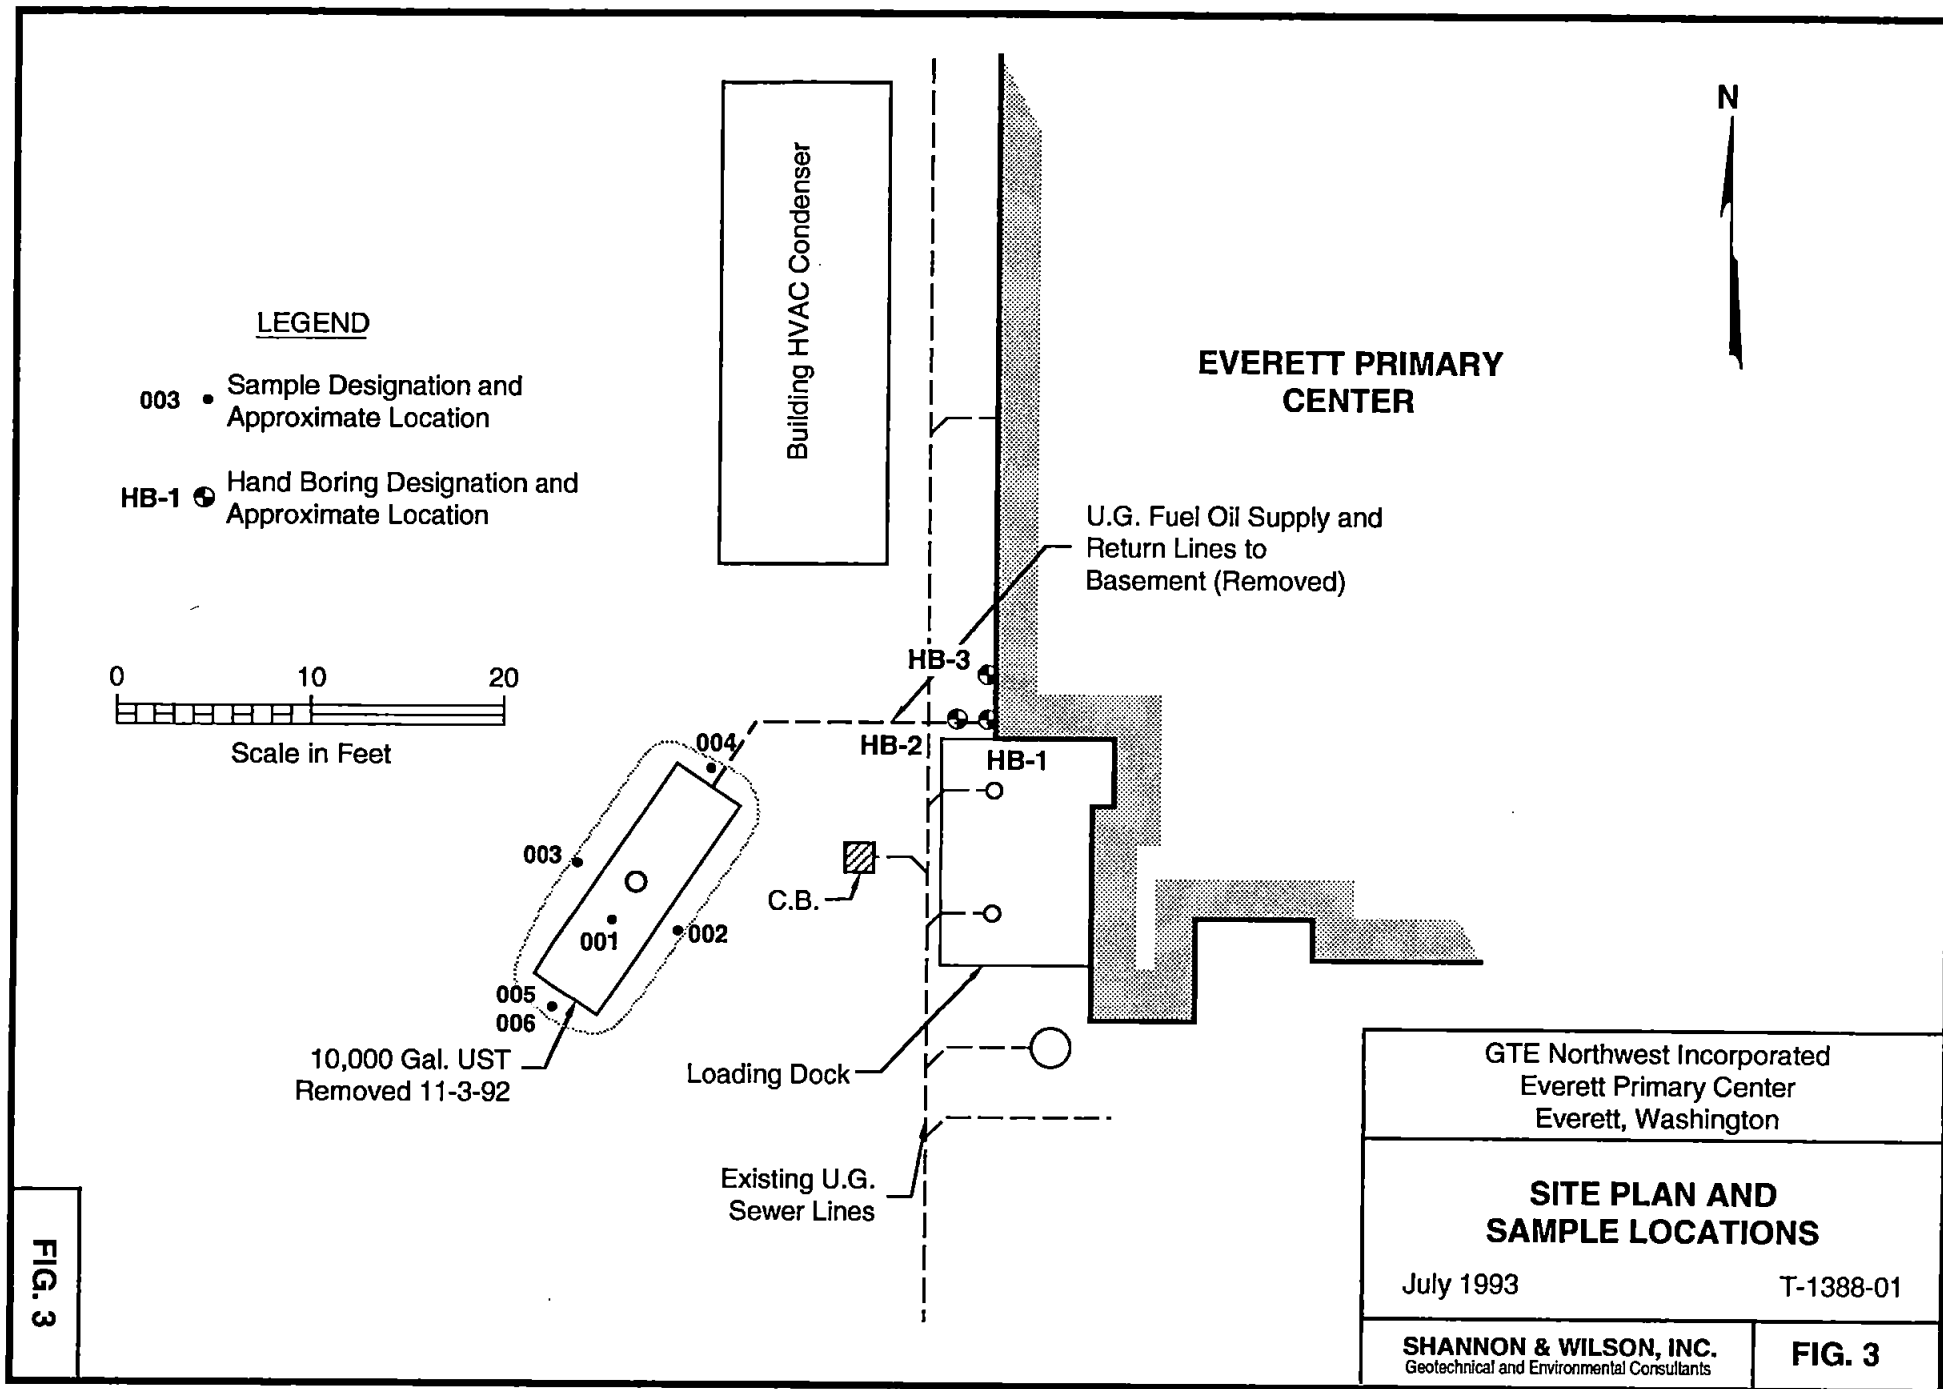 N
Building HVAC Condenser
LEGEND
003 Sample Designation and
Approximate Location
HB-1 Hand Boring Designation and
Approximate Location
EVERETT PRIMARY
CENTER
U.G. Fuel Oil Supply and
Return Lines to
Basement (Removed)
0 10 20
Scale in Feet
HB-3
HB-2
HB-1
004
003
001
002
005
006
C.B.
10,000 Gal. UST
Removed 11-3-92
Loading Dock
Existing U.G.
Sewer Lines
GTE Northwest Incorporated
Everett Primary Center
Everett, Washington
SITE PLAN AND
SAMPLE LOCATIONS
July 1993 T-1388-01
SHANNON & WILSON, INC.
Geotechnical and Environmental Consultants
FIG. 3
FIG. 3